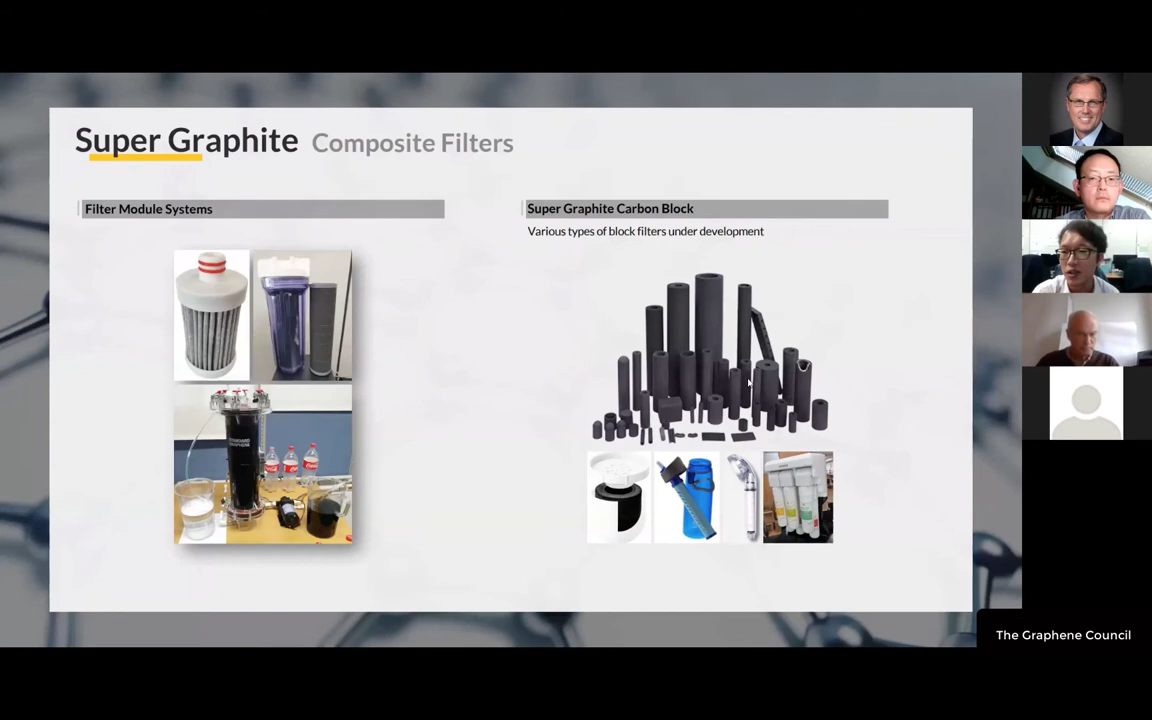 Super Graphite Composite Filters
Filter Module Systems
Super Graphite Carbon Block
Various types of block filters under development
The Graphene Council